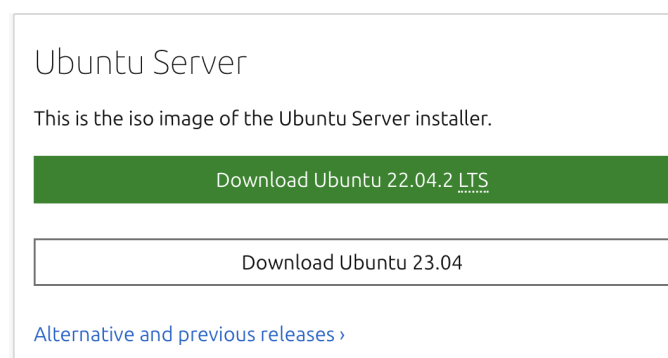 Ubuntu Server
This is the iso image of the Ubuntu Server installer.
Download Ubuntu 22.04.2 LTS
Download Ubuntu 23.04
Alternative and previous releases ›